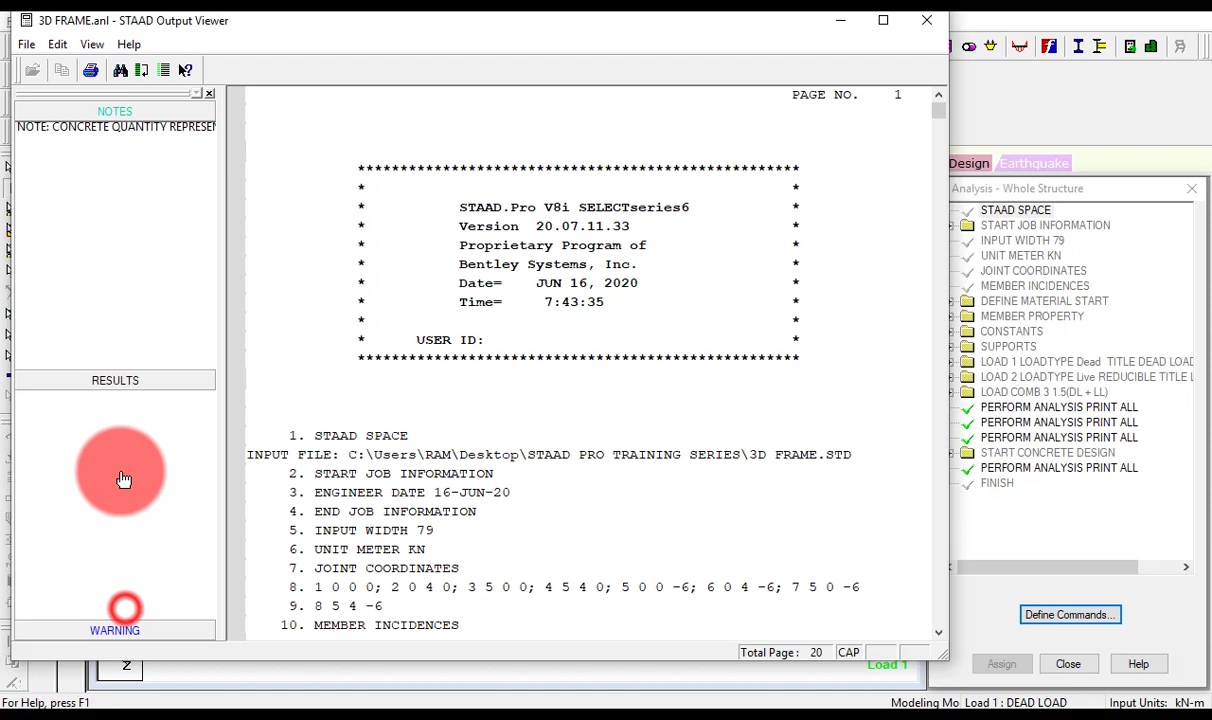 3D FRAME.anl - STAAD Output Viewer
File Edit View Help
NOTES
NOTE: CONCRETE QUANTITY REPRESEN
RESULTS
WARNING
PAGE NO. 1
***************************************************************
* *
* STAAD.Pro V8i SELECTseries6 *
* Version 20.07.11.33 *
* Proprietary Program of *
* Bentley Systems, Inc. *
* Date= JUN 16, 2020 *
* Time= 7:43:35 *
* *
* USER ID: *
***************************************************************
1. STAAD SPACE
INPUT FILE: C:\Users\RAM\Desktop\STAAD PRO TRAINING SERIES\3D FRAME.STD
2. START JOB INFORMATION
3. ENGINEER DATE 16-JUN-20
4. END JOB INFORMATION
5. INPUT WIDTH 79
6. UNIT METER KN
7. JOINT COORDINATES
8. 1 0 0 0; 2 0 4 0; 3 5 0 0; 4 5 4 0; 5 0 0 -6; 6 0 4 -6; 7 5 0 -6
9. 8 5 4 -6
10. MEMBER INCIDENCES
Total Page: 20 CAP
Design Earthquake
Analysis - Whole Structure
STAAD SPACE
START JOB INFORMATION
INPUT WIDTH 79
UNIT METER KN
JOINT COORDINATES
MEMBER INCIDENCES
DEFINE MATERIAL START
MEMBER PROPERTY
CONSTANTS
SUPPORTS
LOAD 1 LOADTYPE Dead TITLE DEAD LOAD
LOAD 2 LOADTYPE Live REDUCIBLE TITLE L
LOAD COMB 3 1.5(DL + LL)
PERFORM ANALYSIS PRINT ALL
PERFORM ANALYSIS PRINT ALL
PERFORM ANALYSIS PRINT ALL
START CONCRETE DESIGN
PERFORM ANALYSIS PRINT ALL
FINISH
Define Commands...
Assign Close Help
Load 1
For Help, press F1
Modeling Mo Load 1 : DEAD LOAD Input Units: kN-m